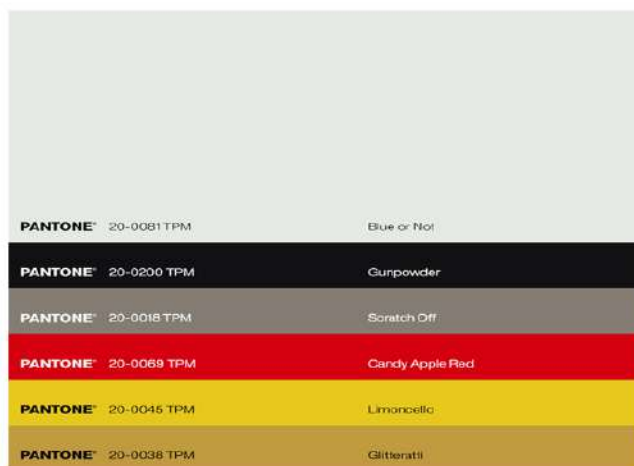 PANTONE® 20-0081 TPM Blue or Not
PANTONE® 20-0200 TPM Gunpowder
PANTONE® 20-0018 TPM Scratch Off
PANTONE® 20-0069 TPM Candy Apple Red
PANTONE® 20-0045 TPM Limoncello
PANTONE® 20-0038 TPM Glitteratii